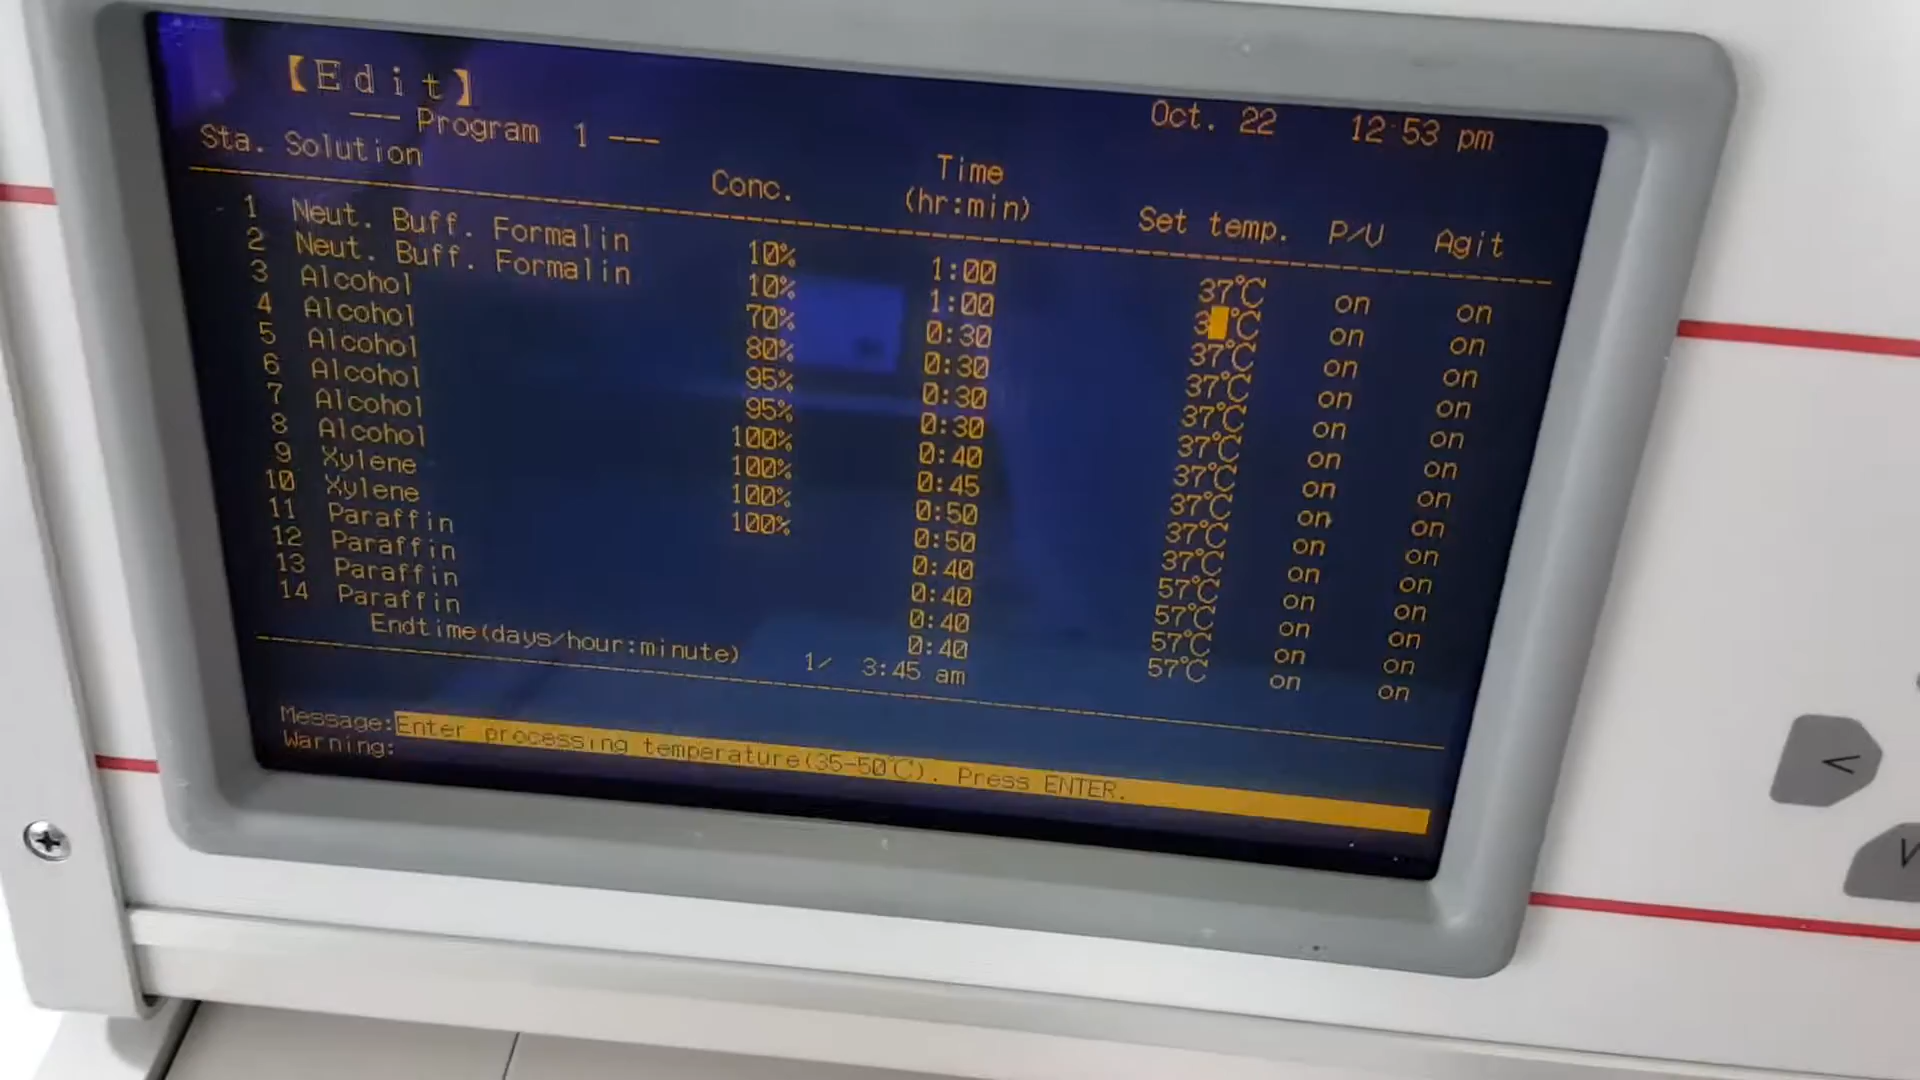 【Edit】
--- Program 1 --- Oct. 22 12:53 pm
Sta. Solution Conc. Time (hr:min) Set temp. P/V Agit
1 Neut. Buff. Formalin 10% 1:00 37℃ on on
2 Neut. Buff. Formalin 10% 1:00 3 ℃ on on
3 Alcohol 70% 0:30 37℃ on on
4 Alcohol 80% 0:30 37℃ on on
5 Alcohol 95% 0:30 37℃ on on
6 Alcohol 95% 0:30 37℃ on on
7 Alcohol 100% 0:40 37℃ on on
8 Alcohol 100% 0:45 37℃ on on
9 Xylene 100% 0:50 37℃ on on
10 Xylene 100% 0:50 37℃ on on
11 Paraffin 0:40 57℃ on on
12 Paraffin 0:40 57℃ on on
13 Paraffin 0:40 57℃ on on
14 Paraffin 0:40 57℃ on on
Endtime(days/hour:minute) 1/ 3:45 am
Message:Enter processing temperature(35-50℃). Press ENTER.
Warning:
<